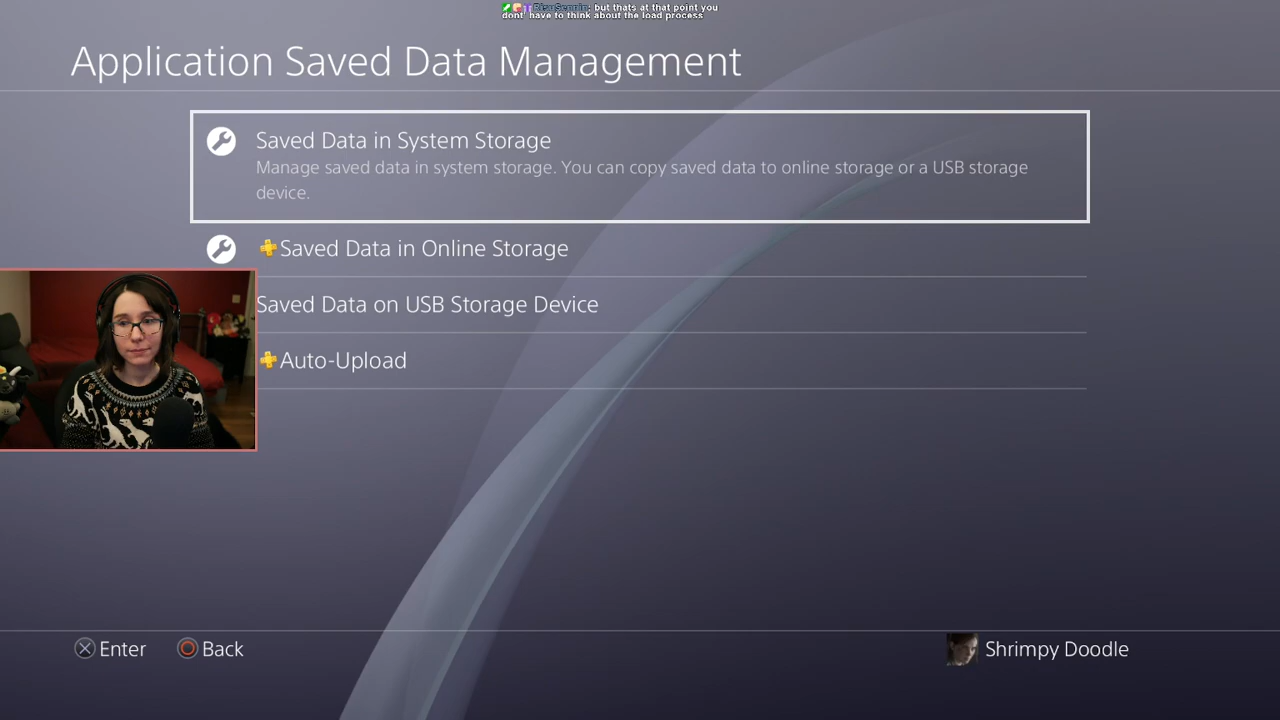 RisuSennin: but thats at that point you
dont' have to think about the load process
Application Saved Data Management
Saved Data in System Storage
Manage saved data in system storage. You can copy saved data to online storage or a USB storage
device.
Saved Data in Online Storage
Saved Data on USB Storage Device
Auto-Upload
Enter
Back
Shrimpy Doodle